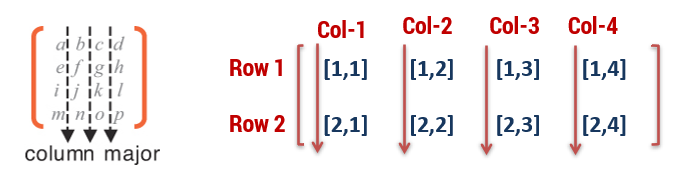 a b c d
e f g h
i j k l
m n o p
column major
Col-1 Col-2 Col-3 Col-4
Row 1 [1,1] [1,2] [1,3] [1,4]
Row 2 [2,1] [2,2] [2,3] [2,4]